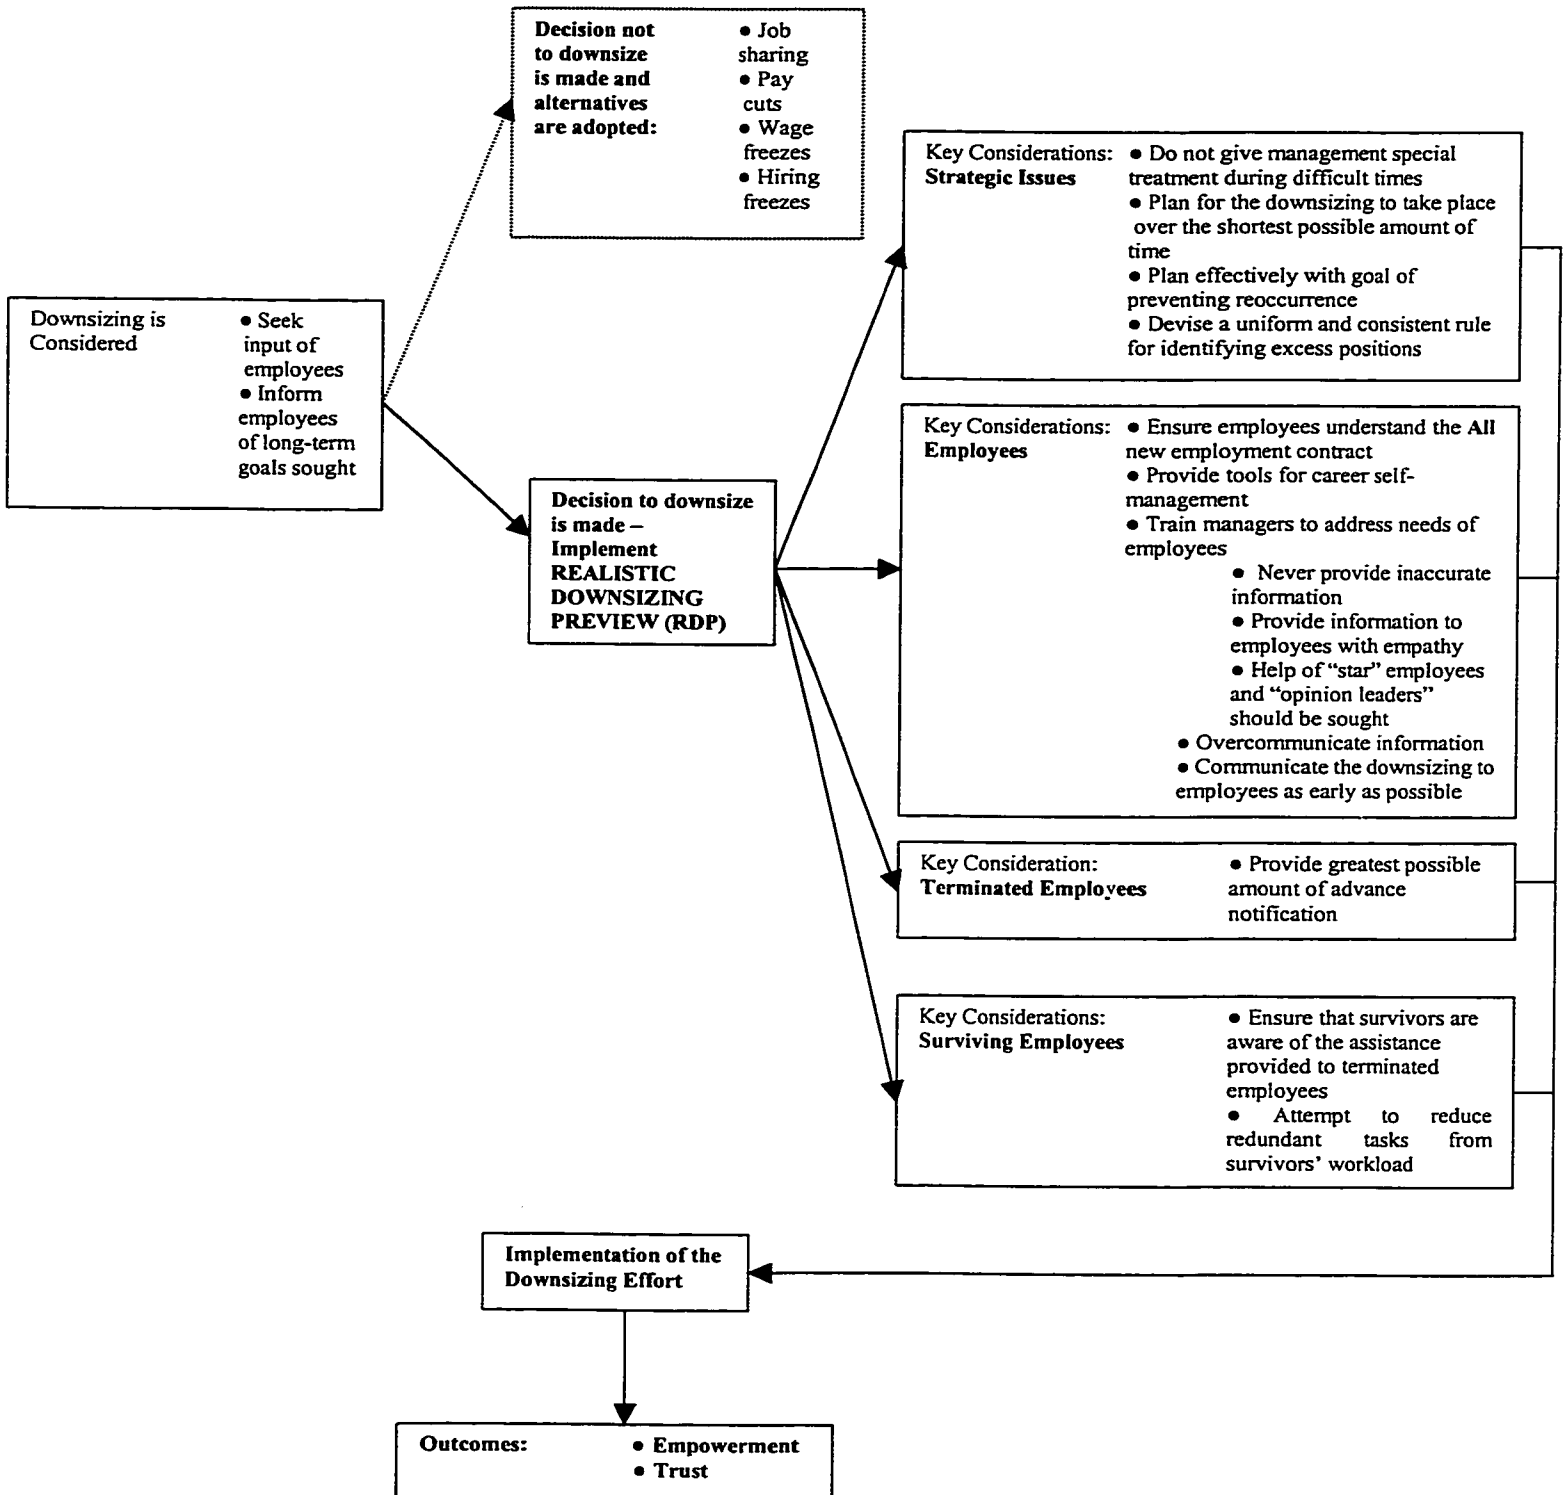 Decision not
to downsize
is made and
alternatives
are adopted:
● Job
sharing
● Pay
cuts
● Wage
freezes
● Hiring
freezes
Downsizing is
Considered
● Seek
input of
employees
● Inform
employees
of long-term
goals sought
Decision to downsize
is made –
Implement
REALISTIC
DOWNSIZING
PREVIEW (RDP)
Key Considerations:
Strategic Issues
● Do not give management special
treatment during difficult times
● Plan for the downsizing to take place
over the shortest possible amount of
time
● Plan effectively with goal of
preventing reoccurrence
● Devise a uniform and consistent rule
for identifying excess positions
Key Considerations:
Employees
● Ensure employees understand the All
new employment contract
● Provide tools for career self-
management
● Train managers to address needs of
employees
● Never provide inaccurate
information
● Provide information to
employees with empathy
● Help of “star” employees
and “opinion leaders”
should be sought
● Overcommunicate information
● Communicate the downsizing to
employees as early as possible
Key Consideration:
Terminated Employees
● Provide greatest possible
amount of advance
notification
Key Considerations:
Surviving Employees
● Ensure that survivors are
aware of the assistance
provided to terminated
employees
● Attempt to reduce
redundant tasks from
survivors’ workload
Implementation of the
Downsizing Effort
Outcomes:
● Empowerment
● Trust